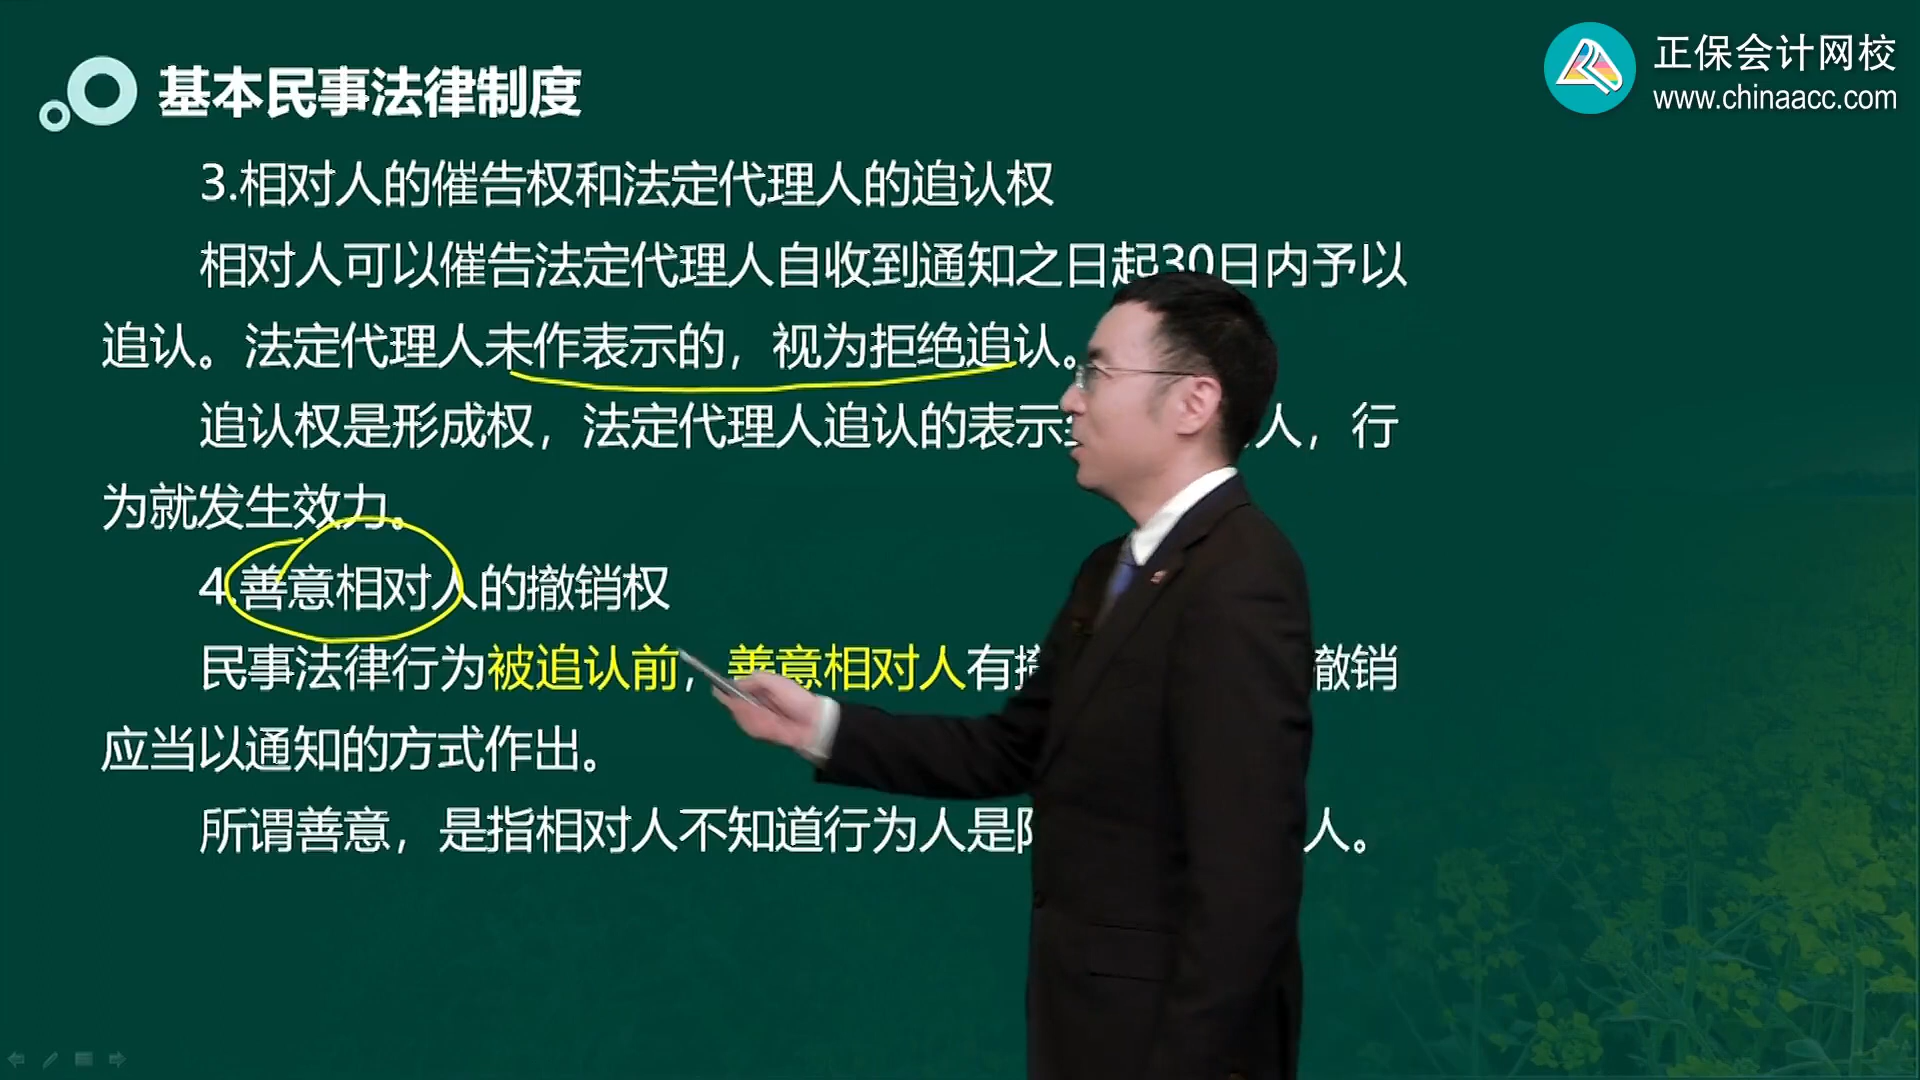 正保会计网校
www.chinaacc.com
基本民事法律制度
3.相对人的催告权和法定代理人的追认权
相对人可以催告法定代理人自收到通知之日起30日内予以
追认。法定代理人未作表示的，视为拒绝追认。
追认权是形成权，法定代理人追认的表示 人，行
为就发生效力。
4.善意相对人的撤销权
民事法律行为被追认前，善意相对人有 撤销
应当以通知的方式作出。
所谓善意，是指相对人不知道行为人是 人。